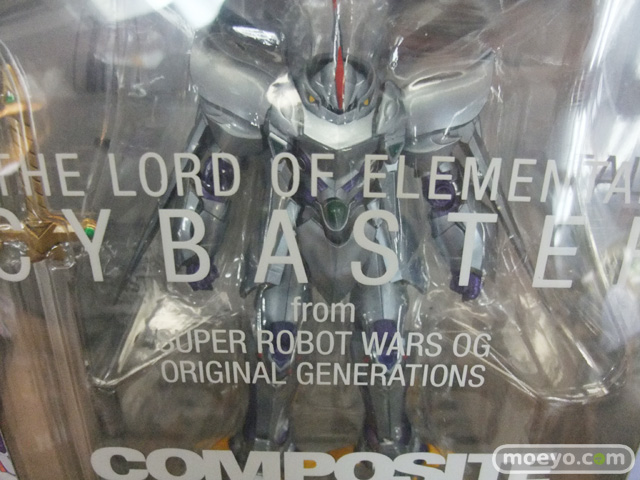 THE LORD OF ELEMENTA
CYBASTE
from
SUPER ROBOT WARS OG
ORIGINAL GENERATIONS
COMPOSITE
moeyo.com